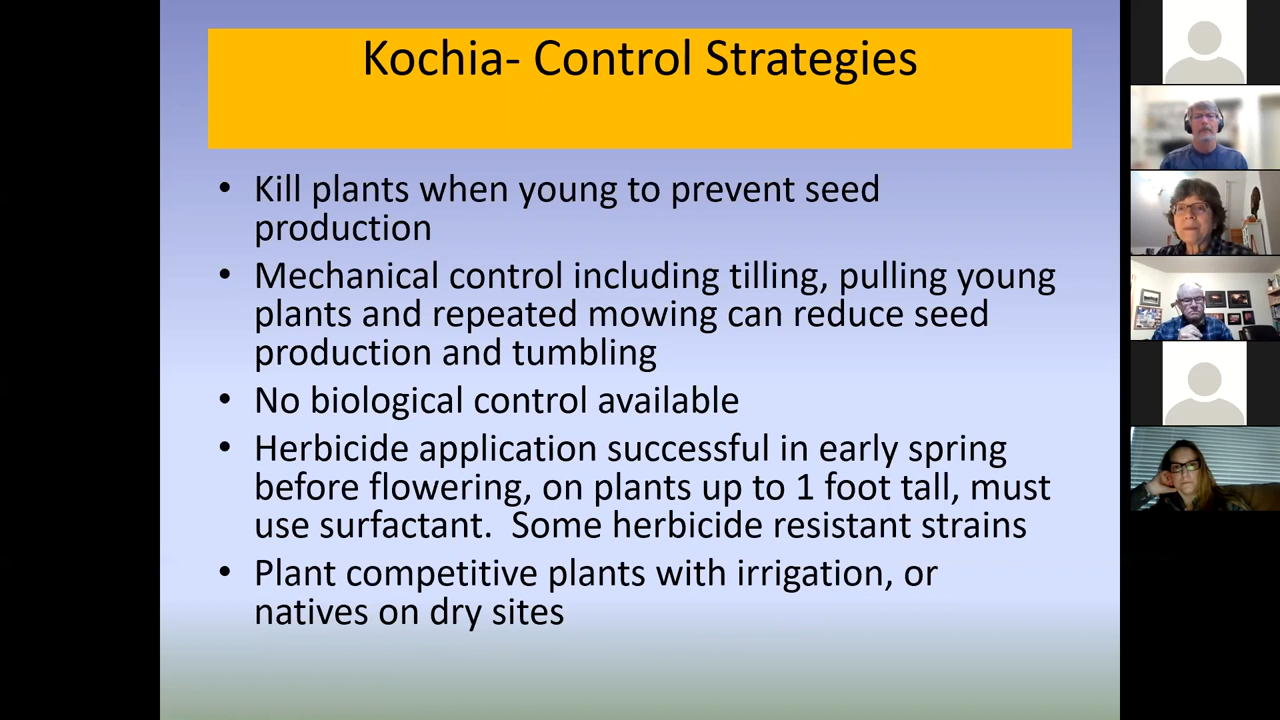 Kochia- Control Strategies
• Kill plants when young to prevent seed
production
• Mechanical control including tilling, pulling young
plants and repeated mowing can reduce seed
production and tumbling
• No biological control available
• Herbicide application successful in early spring
before flowering, on plants up to 1 foot tall, must
use surfactant.  Some herbicide resistant strains
• Plant competitive plants with irrigation, or
natives on dry sites